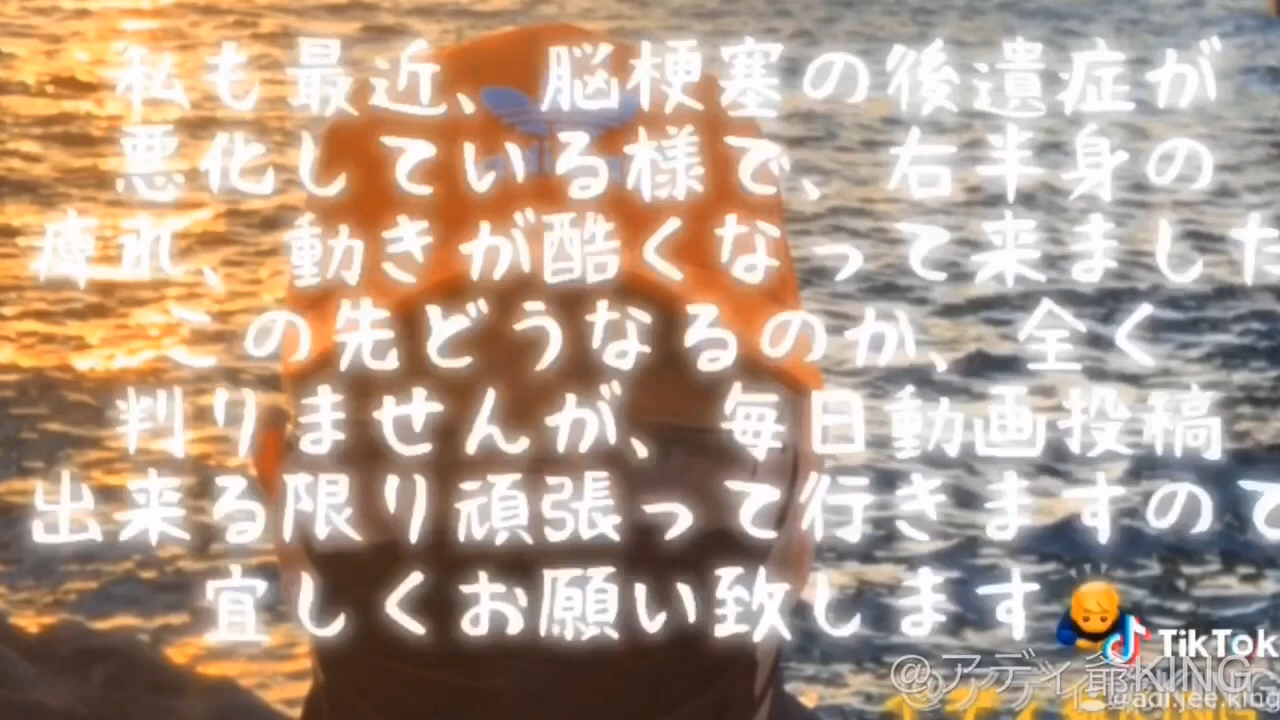 私も最近、脳梗塞の後遺症が
悪化している様で、右半身の
痺れ、動きが酷くなって来ました
この先どうなるのか、全く
判りませんが、毎日動画投稿
出来る限り頑張って行きますので
宜しくお願い致します
TikTok
@アディ爺KING
@adi.jee.king